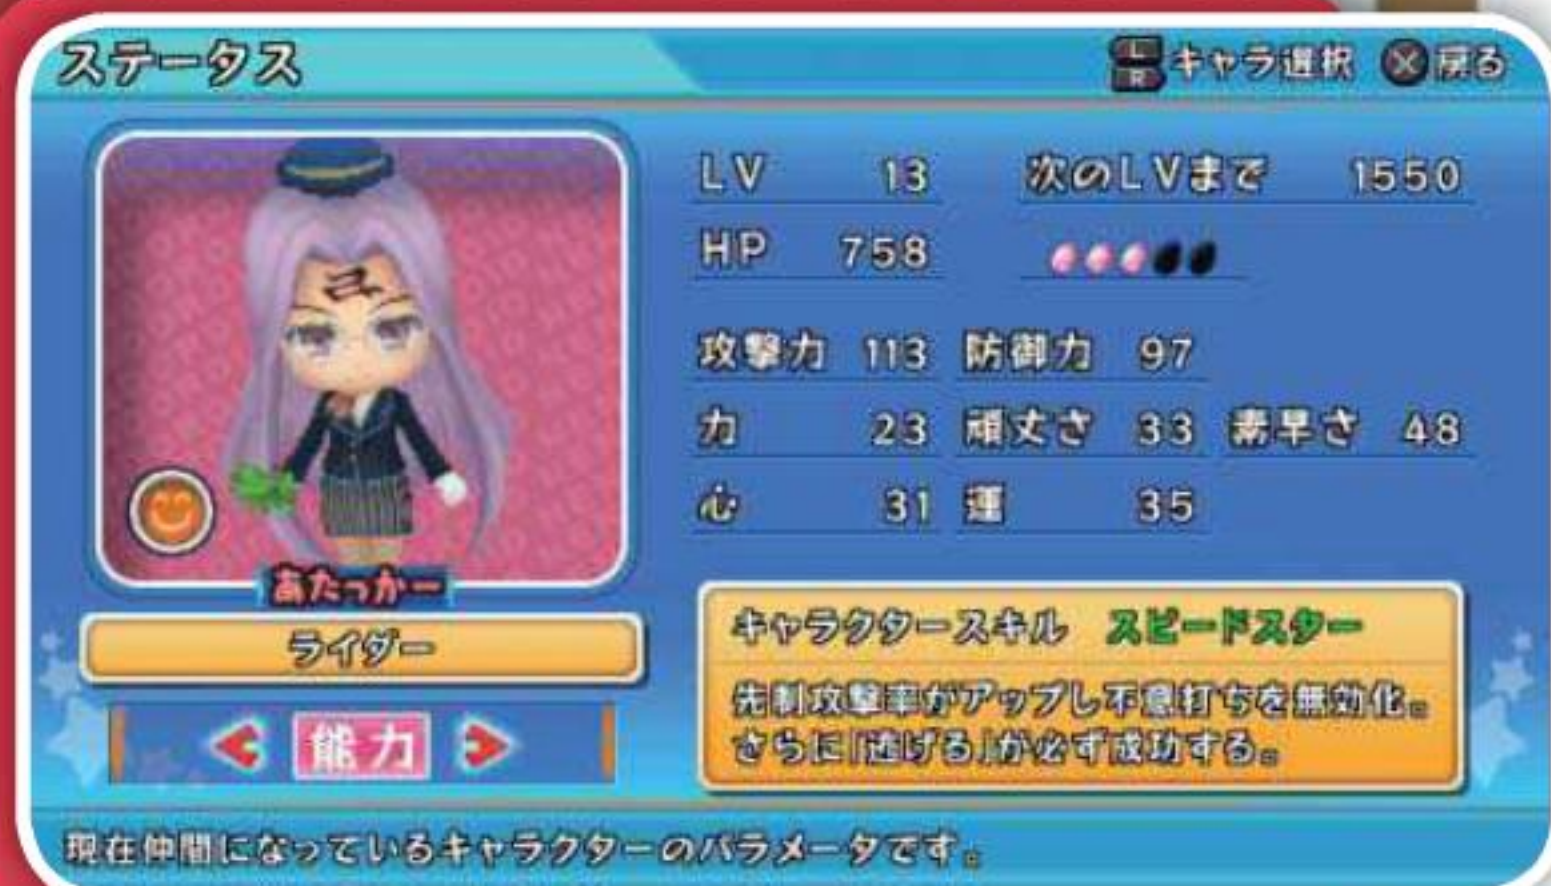 ステータス
L R キャラ選択 ×戻る
LV 13 次のLVまで 1550
HP 758
攻撃力 113 防御力 97
力 23 頑丈さ 33 素早さ 48
心 31 運 35
あたっかー
ライダー
能力
キャラクタースキル スピードスター
先制攻撃率がアップし不意打ちを無効化。
さらに「逃げる」が必ず成功する。
現在仲間になっているキャラクターのパラメータです。